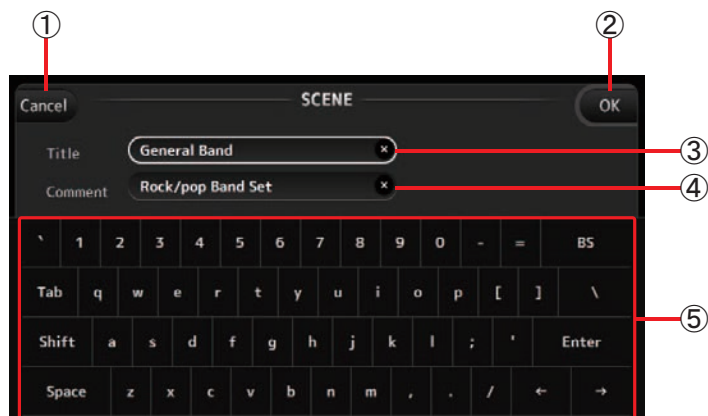 ① ②
Cancel SCENE OK
Title General Band × ③
Comment Rock/pop Band Set × ④
` 1 2 3 4 5 6 7 8 9 0 - = BS
Tab q w e r t y u i o p [ ] \
⑤
Shift a s d f g h j k l ; ' Enter
Space z x c v b n m , . / ← →